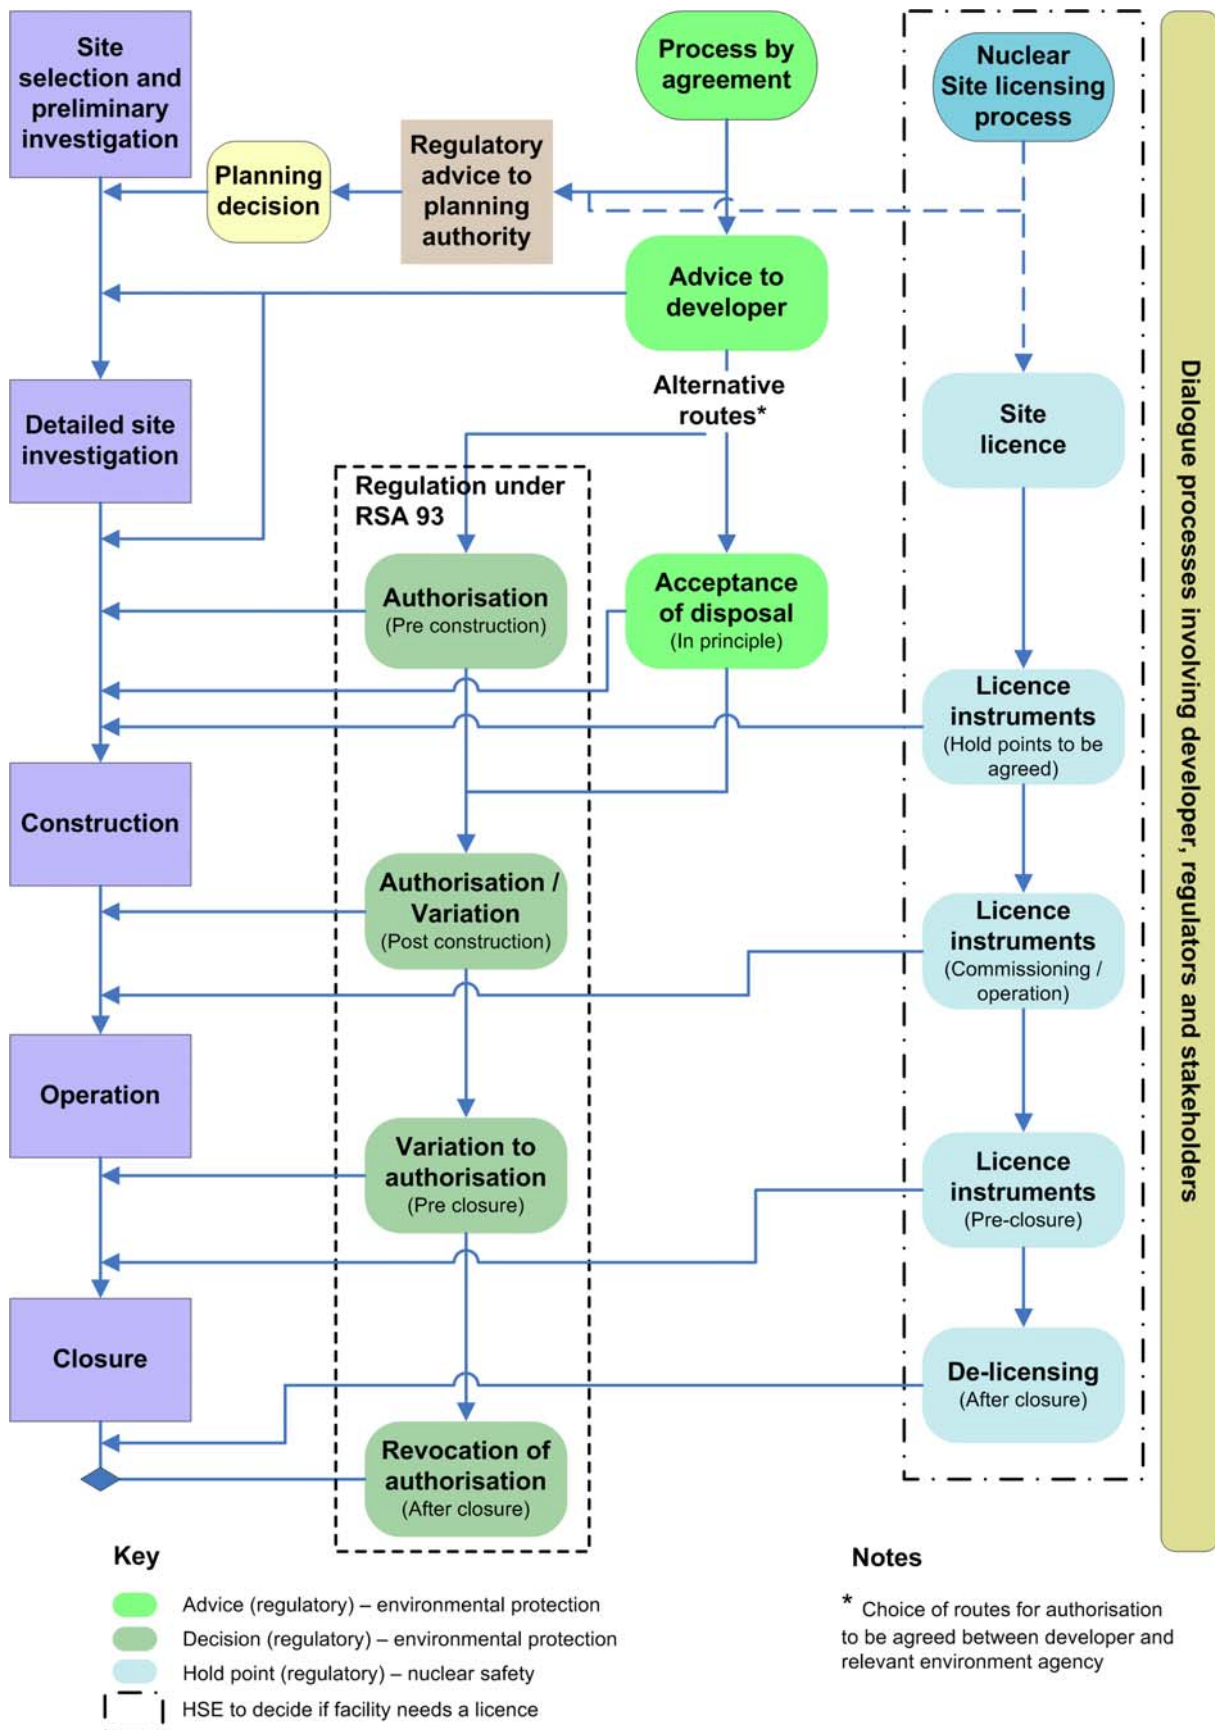 Site
selection and
preliminary
investigation
Process by
agreement
Nuclear
Site licensing
process
Planning
decision
Regulatory
advice to
planning
authority
Advice to
developer
Alternative
routes*
Detailed site
investigation
Site
licence
Regulation under
RSA 93
Authorisation
(Pre construction)
Acceptance
of disposal
(In principle)
Licence
instruments
(Hold points to be
agreed)
Construction
Authorisation /
Variation
(Post construction)
Licence
instruments
(Commissioning /
operation)
Operation
Variation to
authorisation
(Pre closure)
Licence
instruments
(Pre-closure)
Closure
De-licensing
(After closure)
Revocation of
authorisation
(After closure)
Dialogue processes involving developer, regulators and stakeholders
Key
Advice (regulatory) – environmental protection
Decision (regulatory) – environmental protection
Hold point (regulatory) – nuclear safety
HSE to decide if facility needs a licence
Notes
* Choice of routes for authorisation
to be agreed between developer and
relevant environment agency